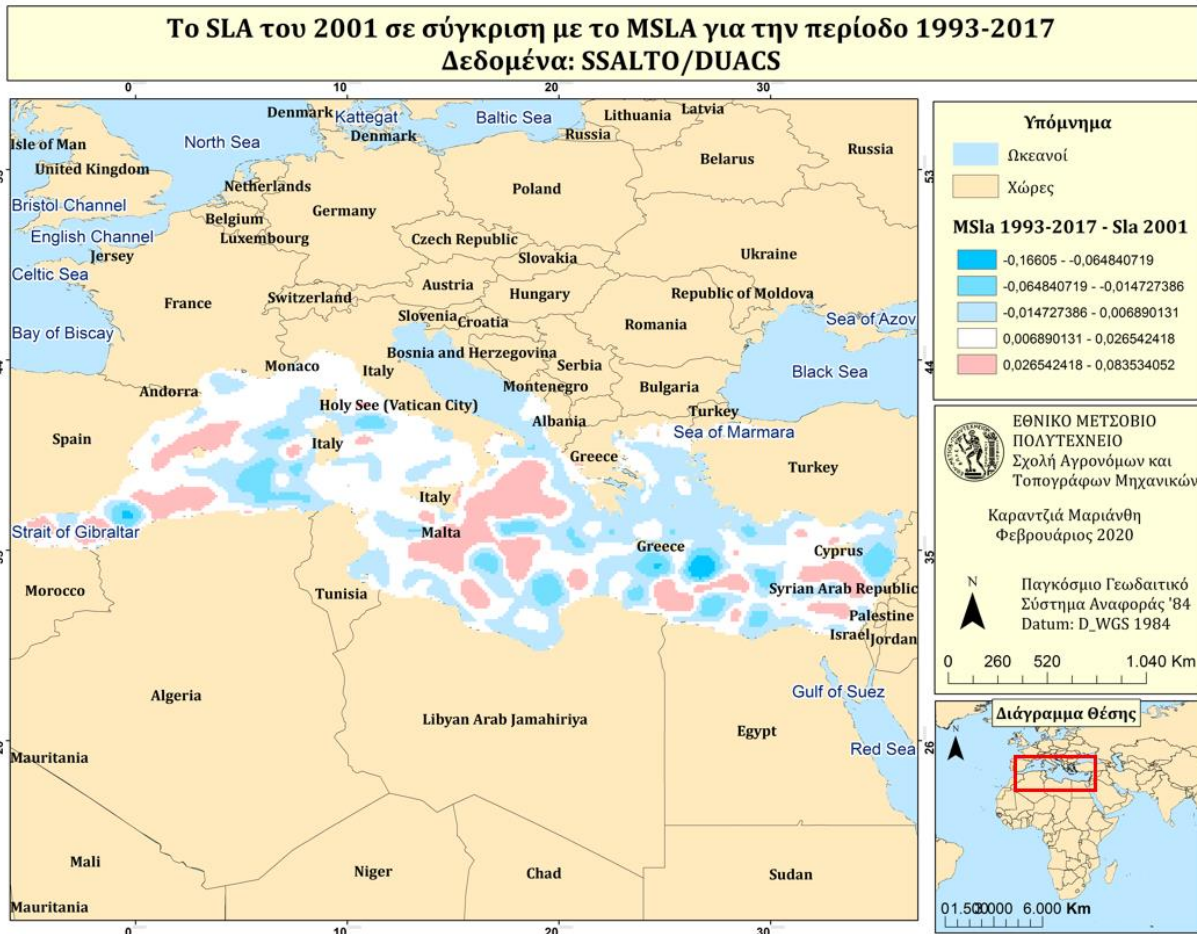 Το SLA του 2001 σε σύγκριση με το MSLA για την περίοδο 1993-2017
Δεδομένα: SSALTO/DUACS
0
10
20
30
Denmark
Kattegat
Baltic Sea
Lithuania
Latvia
Isle of Man
North Sea
Denmark
Russia
Russia
United Kingdom
Belarus
53
Netherlands
Poland
Bristol Channel
Belgium
Germany
English Channel
Luxembourg
Czech Republic
Jersey
Slovakia
Ukraine
Celtic Sea
Austria
France
Switzerland
Hungary
Republic of Moldova
Slovenia
Croatia
Romania
Sea of Azov
Bay of Biscay
Bosnia and Herzegovina
Serbia
44
Monaco
Italy
Black Sea
Andorra
Montenegro
Bulgaria
Holy See (Vatican City)
Albania
Turkey
Spain
Italy
Sea of Marmara
Greece
Turkey
Italy
Strait of Gibraltar
Malta
Greece
Cyprus
35
Morocco
Tunisia
Syrian Arab Republic
Palestine
Israel
Jordan
Algeria
Libyan Arab Jamahiriya
Egypt
Gulf of Suez
Red Sea
26
Mauritania
Mali
Niger
Chad
Sudan
Mauritania
0
10
20
30
Υπόμνημα
Ωκεανοί
Χώρες
MSla 1993-2017 - Sla 2001
-0,16605 - -0,064840719
-0,064840719 - -0,014727386
-0,014727386 - 0,006890131
0,006890131 - 0,026542418
0,026542418 - 0,083534052
ΕΘΝΙΚΟ ΜΕΤΣΟΒΙΟ
ΠΟΛΥΤΕΧΝΕΙΟ
Σχολή Αγρονόμων και
Τοπογράφων Μηχανικών
Καραντζιά Μαριάνθη
Φεβρουάριος 2020
N
Παγκόσμιο Γεωδαιτικό
Σύστημα Αναφοράς '84
Datum: D_WGS 1984
0 260 520 1.040 Km
Διάγραμμα Θέσης
N
0 1.500 3.000 6.000 Km